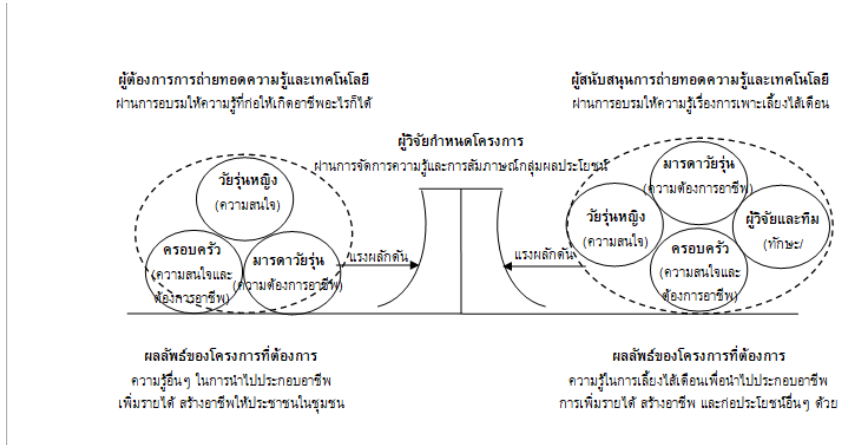 ผู้ต้องการการถ่ายทอดความรู้และเทคโนโลยี
ผ่านการอบรมให้ความรู้ที่ก่อให้เกิดอาชีพอะไรก็ได้
ผู้สนับสนุนการถ่ายทอดความรู้และเทคโนโลยี
ผ่านการอบรมให้ความรู้เรื่องการเพาะเลี้ยงไส้เดือน
ผู้วิจัยกำหนดโครงการ
ผ่านการจัดการความรู้และการสัมภาษณ์กลุ่มผลประโยชน์
วัยรุ่นหญิง
(ความสนใจ)
ครอบครัว
(ความสนใจและ
ต้องการอาชีพ)
มารดาวัยรุ่น
(ความต้องการอาชีพ)
แรงผลักดัน
แรงผลักดัน
มารดาวัยรุ่น
(ความต้องการอาชีพ)
วัยรุ่นหญิง
(ความสนใจ)
ผู้วิจัยและทีม
(ทักษะ/
ครอบครัว
(ความสนใจและ
ต้องการอาชีพ)
ผลลัพธ์ของโครงการที่ต้องการ
ความรู้อื่นๆ ในการนำไปประกอบอาชีพ
เพิ่มรายได้ สร้างอาชีพให้ประชาชนในชุมชน
ผลลัพธ์ของโครงการที่ต้องการ
ความรู้ในการเลี้ยงไส้เดือนเพื่อนำไปประกอบอาชีพ
การเพิ่มรายได้ สร้างอาชีพ และก่อประโยชน์อื่นๆ ด้วย